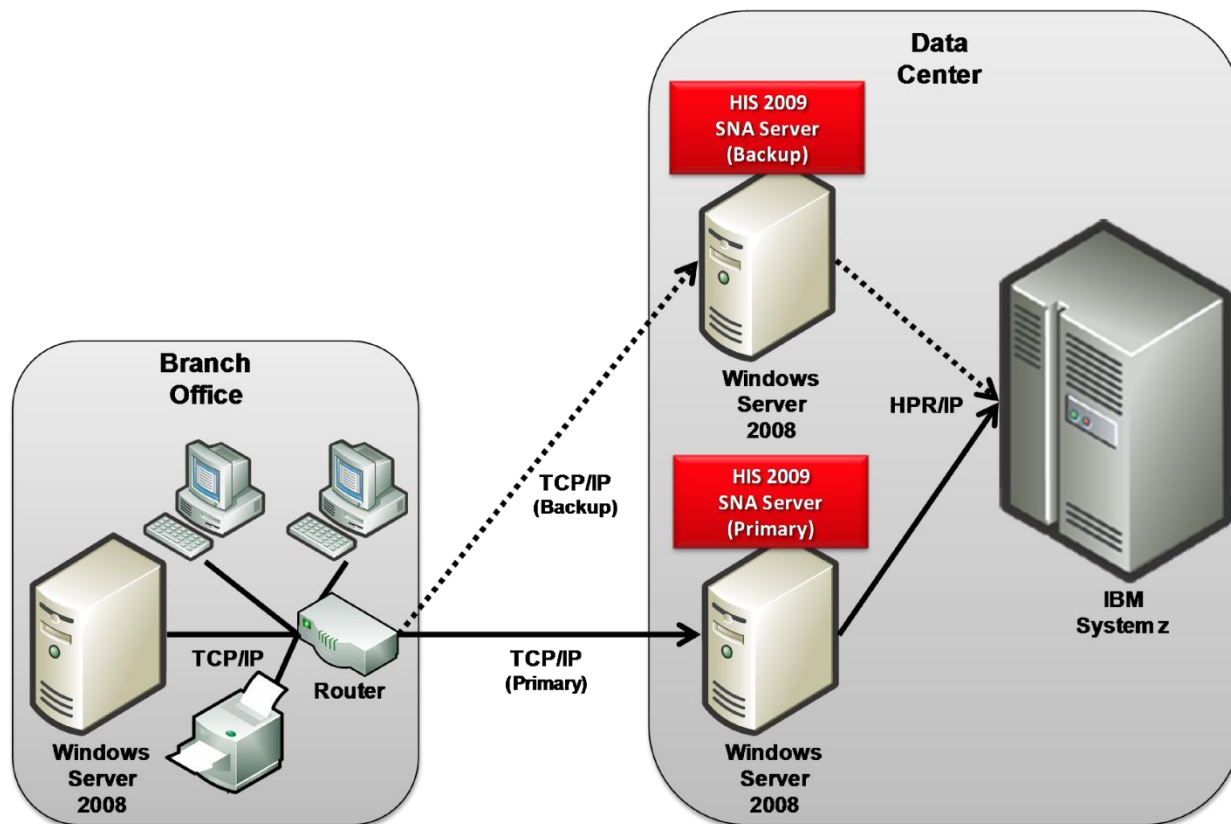 Data
Center
HIS 2009
SNA Server
(Backup)
Windows
Server
2008
HPR/IP
TCP/IP
(Backup)
Branch
Office
HIS 2009
SNA Server
(Primary)
TCP/IP
Router
TCP/IP
(Primary)
Windows
Server
2008
Windows
Server
2008
IBM
System z